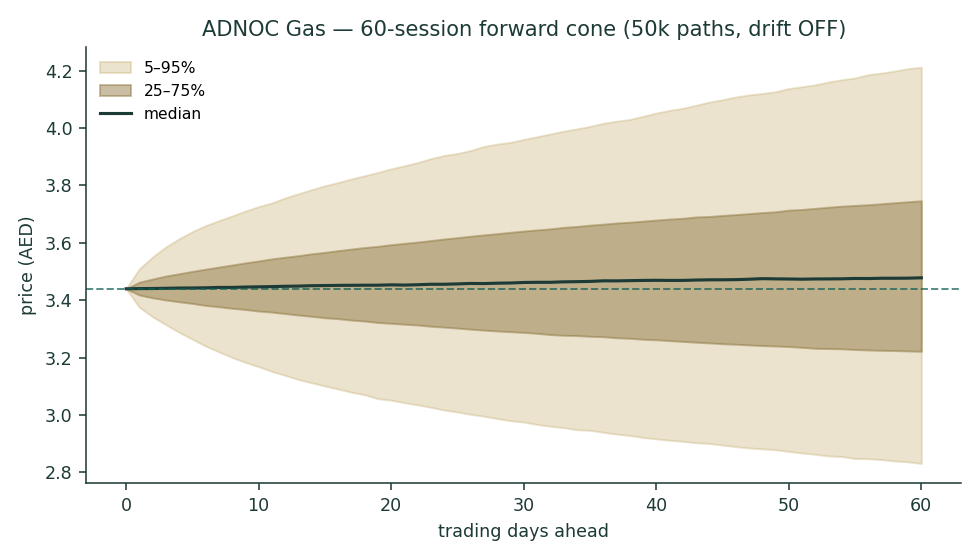 ADNOC Gas — 60-session forward cone (50k paths, drift OFF)
5–95%
25–75%
median
price (AED)
4.2
4.0
3.8
3.6
3.4
3.2
3.0
2.8
0 10 20 30 40 50 60
trading days ahead